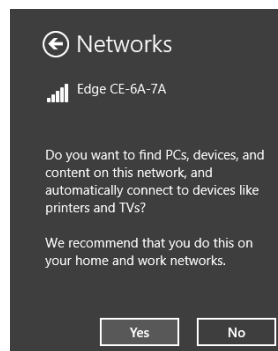 Networks
Edge CE-6A-7A
Do you want to find PCs, devices, and
content on this network, and
automatically connect to devices like
printers and TVs?
We recommend that you do this on
your home and work networks.
Yes No